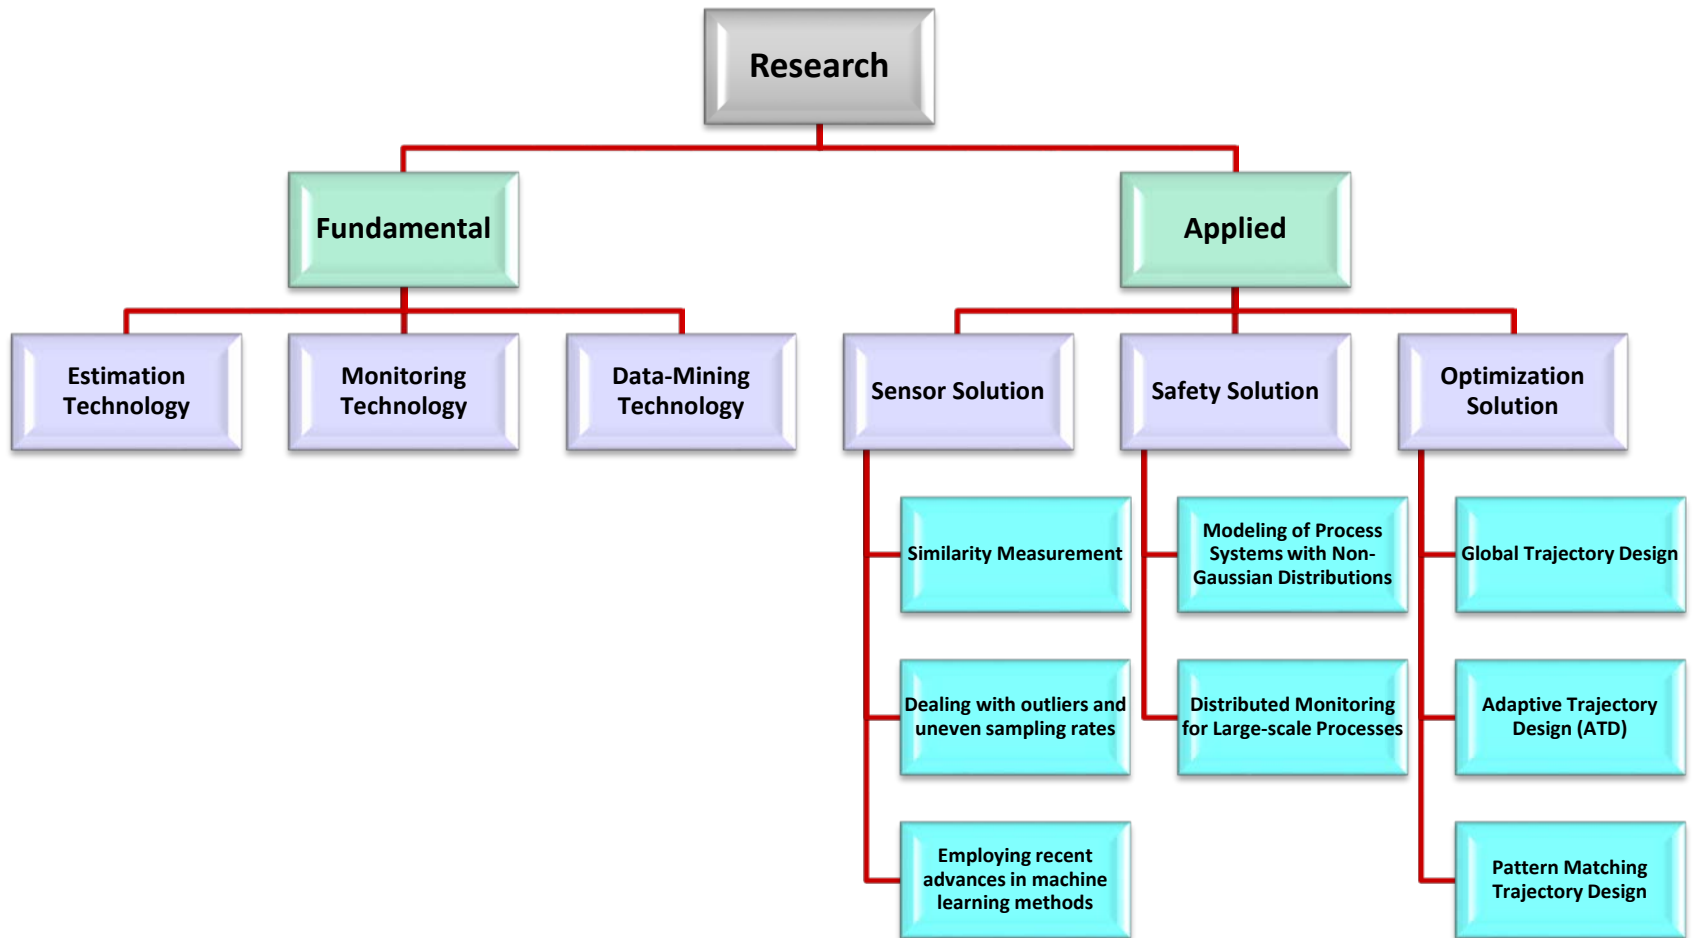 Research
Fundamental
Applied
Estimation
Technology
Monitoring
Technology
Data-Mining
Technology
Sensor Solution
Safety Solution
Optimization
Solution
Similarity Measurement
Dealing with outliers and
uneven sampling rates
Employing recent
advances in machine
learning methods
Modeling of Process
Systems with Non-
Gaussian Distributions
Distributed Monitoring
for Large-scale Processes
Global Trajectory Design
Adaptive Trajectory
Design (ATD)
Pattern Matching
Trajectory Design